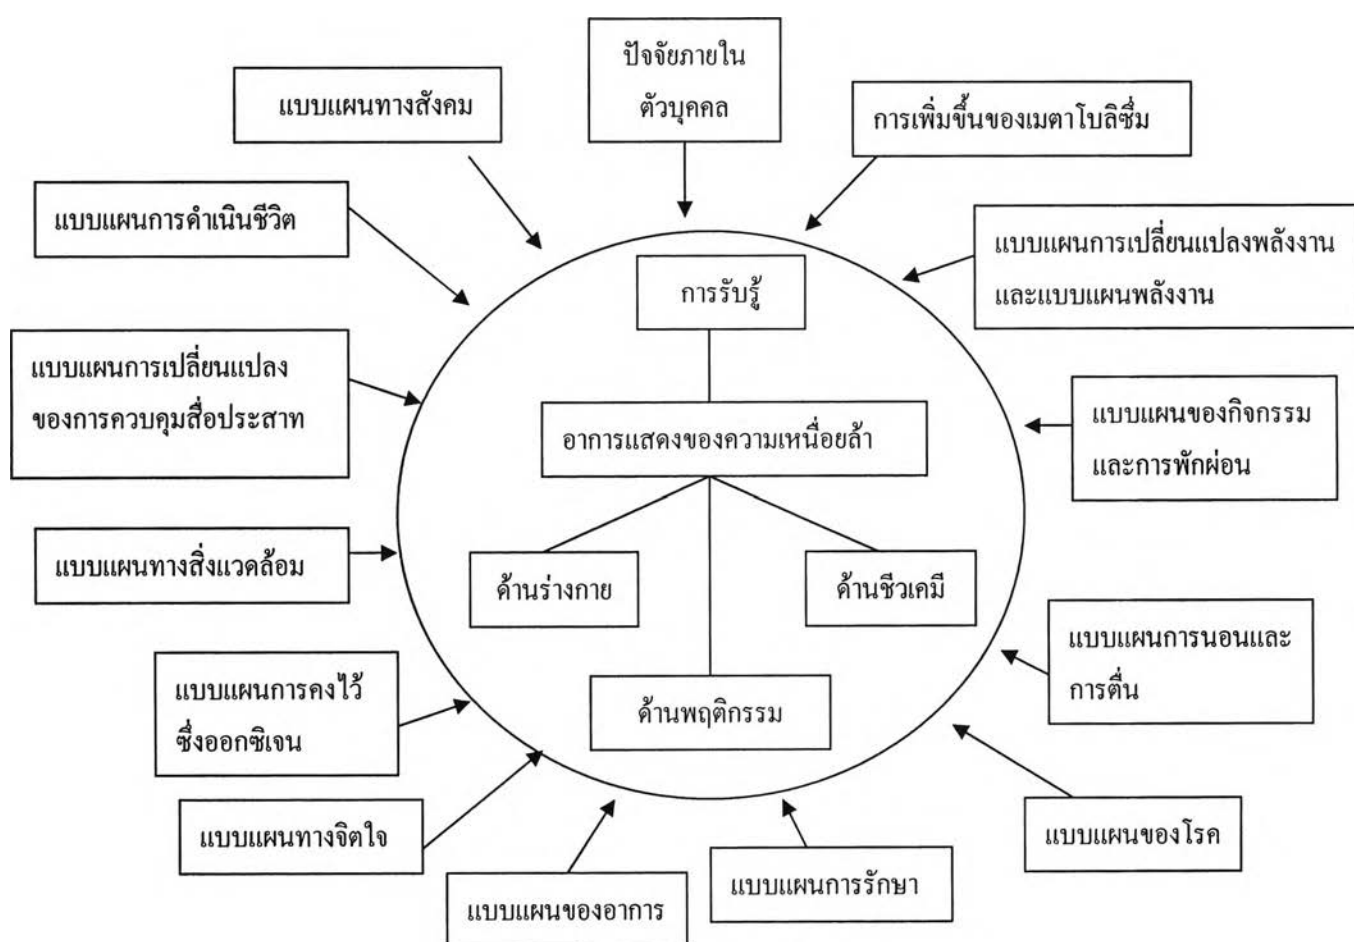 ปัจจัยภายใน
ตัวบุคคล
แบบแผนทางสังคม
การเพิ่มขึ้นของเมตาโบลิซึ่ม
แบบแผนการดำเนินชีวิต
แบบแผนการเปลี่ยนแปลงพลังงาน
และแบบแผนพลังงาน
การรับรู้
แบบแผนการเปลี่ยนแปลง
ของการควบคุมสื่อประสาท
อาการแสดงของความเหนื่อยล้า
แบบแผนของกิจกรรม
และการพักผ่อน
แบบแผนทางสิ่งแวดล้อม
ด้านร่างกาย
ด้านชีวเคมี
แบบแผนการนอนและ
การตื่น
แบบแผนการคงไว้
ซึ่งออกซิเจน
ด้านพฤติกรรม
แบบแผนทางจิตใจ
แบบแผนของโรค
แบบแผนการรักษา
แบบแผนของอาการ